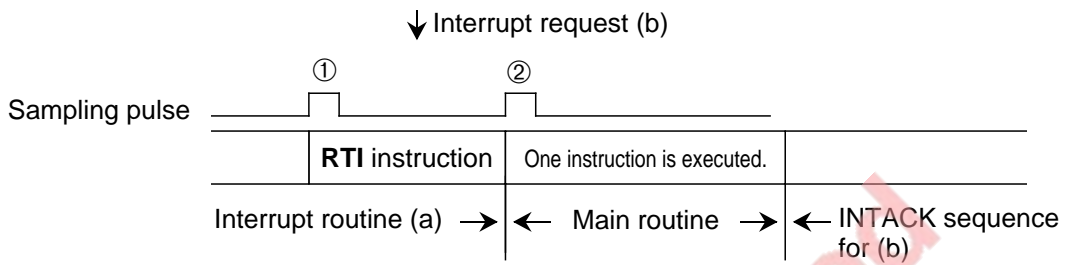 Interrupt request (b)
① ②
Sampling pulse
RTI instruction One instruction is executed.
Interrupt routine (a) Main routine INTACK sequence
for (b)